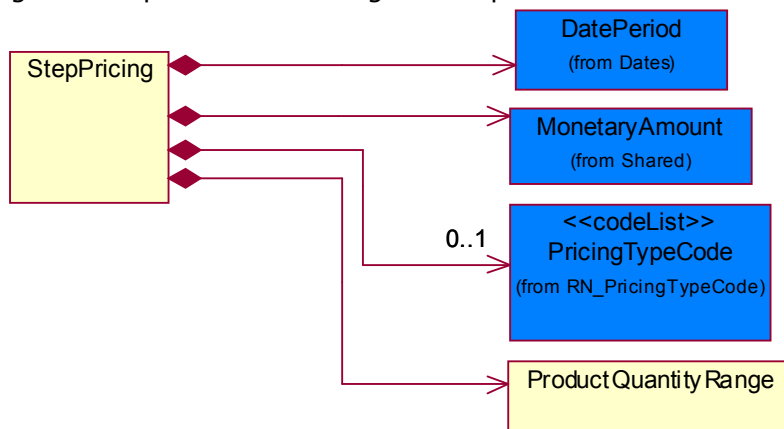 StepPricing
DatePeriod
(from Dates)
MonetaryAmount
(from Shared)
0..1
<<codeList>>
PricingTypeCode
(from RN_PricingTypeCode)
ProductQuantityRange